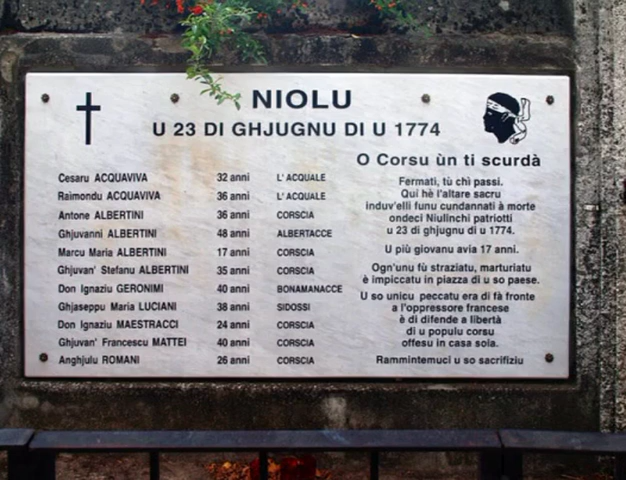 NIOLU
U 23 DI GHJUGNU DI U 1774
Cesaru ACQUAVIVA 32 anni L' ACQUALE
Raimondu ACQUAVIVA 36 anni L' ACQUALE
Antone ALBERTINI 36 anni CORSCIA
Ghjuvanni ALBERTINI 48 anni ALBERTACCE
Marcu Maria ALBERTINI 17 anni CORSCIA
Ghjuvan' Stefanu ALBERTINI 35 anni CORSCIA
Don Ignaziu GERONIMI 40 anni BONAMANACCE
Ghjaseppu Maria LUCIANI 38 anni SIDOSSI
Don Ignaziu MAESTRACCI 24 anni CORSCIA
Ghjuvan' Francescu MATTEI 40 anni CORSCIA
Anghjulu ROMANI 26 anni CORSCIA
O Corsu ùn ti scurdà
Fermati, tù chì passi.
Quì hè l'altare sacru
induv'elli funu cundannati à morte
ondeci Niulinchi patriotti
u 23 di ghjugnu di u 1774.
U più giovanu avia 17 anni.
Ogn'unu fù straziatu, marturiatu
è impiccatu in piazza di u so paese.
U so unicu peccatu era di fà fronte
a l'oppressore francese
è di difende a libertà
di u populu corsu
offesu in casa soia.
Rammintemuci u so sacrifiziu